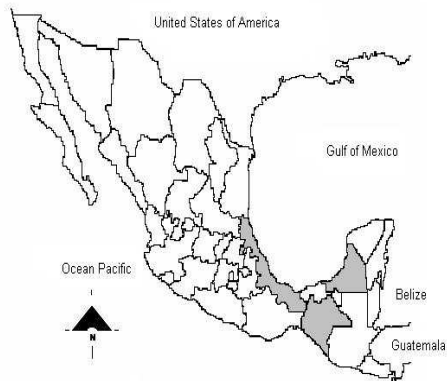 United States of America
Gulf of Mexico
Ocean Pacific
Belize
N
Guatemala